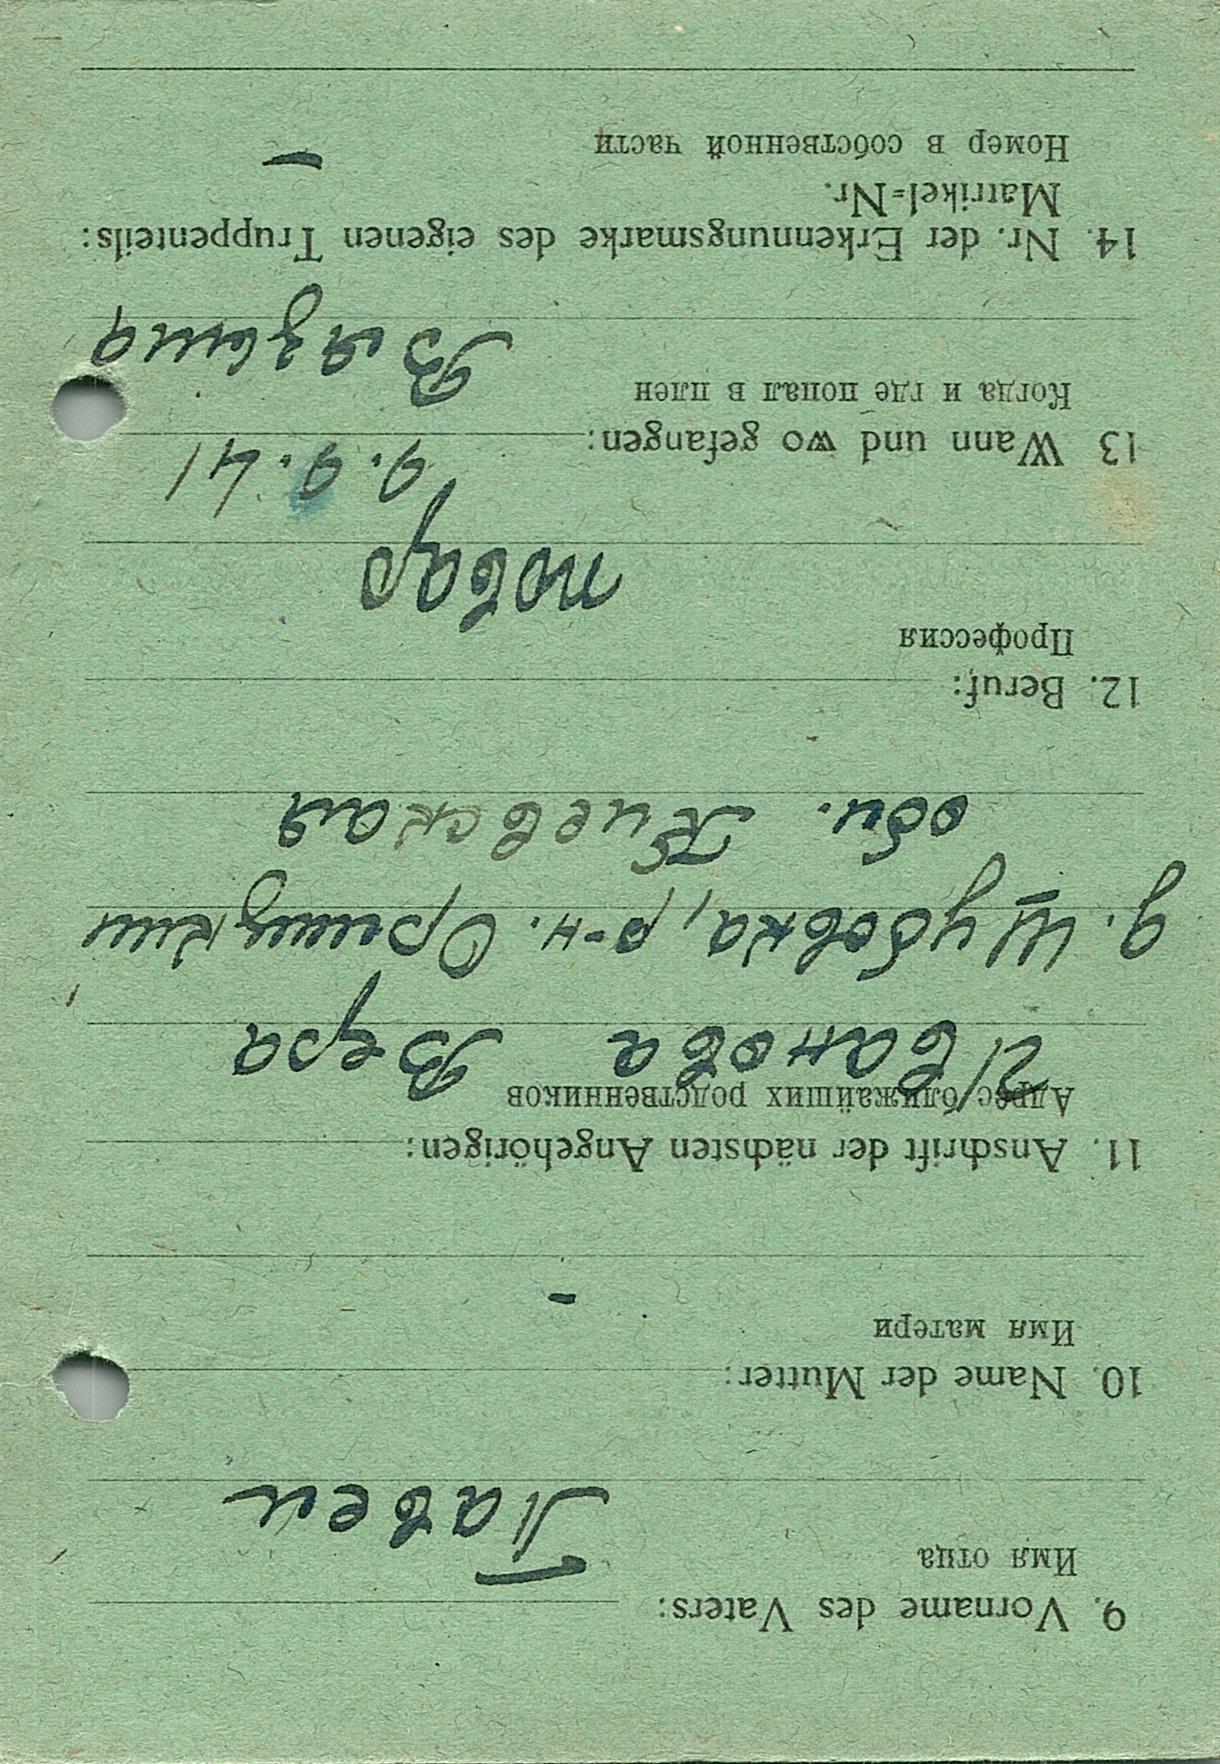 9. Vorname des Vaters:
Имя отца
Павел
10. Name der Mutter:
Имя матери
-
11. Anschrift der nächsten Angehörigen:
Адрес ближайших родственников
Иванова Вера
д. Шубовка, р-н.
обл. Киевская
12. Beruf:
Профессия
повар
13 Wann und wo gefangen:
Когда и где попал в плен
9. 9. 41
Вязьма
14. Nr. der Erkennungsmarke des eigenen Truppenteils:
Matrikel=Nr.
Номер в собственной части
-